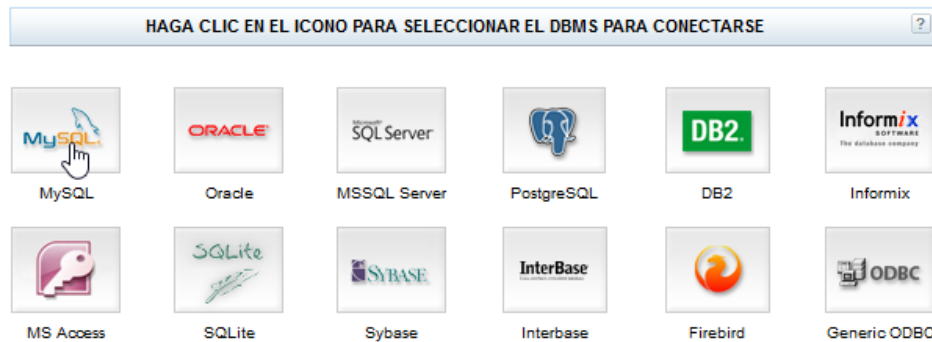 HAGA CLIC EN EL ICONO PARA SELECCIONAR EL DBMS PARA CONECTARSE ?
MySQL. ORACLE Microsoft SQL Server DB2. Informix SOFTWARE The database company
MySQL Oracle MSSQL Server PostgreSQL DB2 Informix
SQLite SYBASE InterBase ODBC
MS Access SQLite Sybase Interbase Firebird Generic ODBC